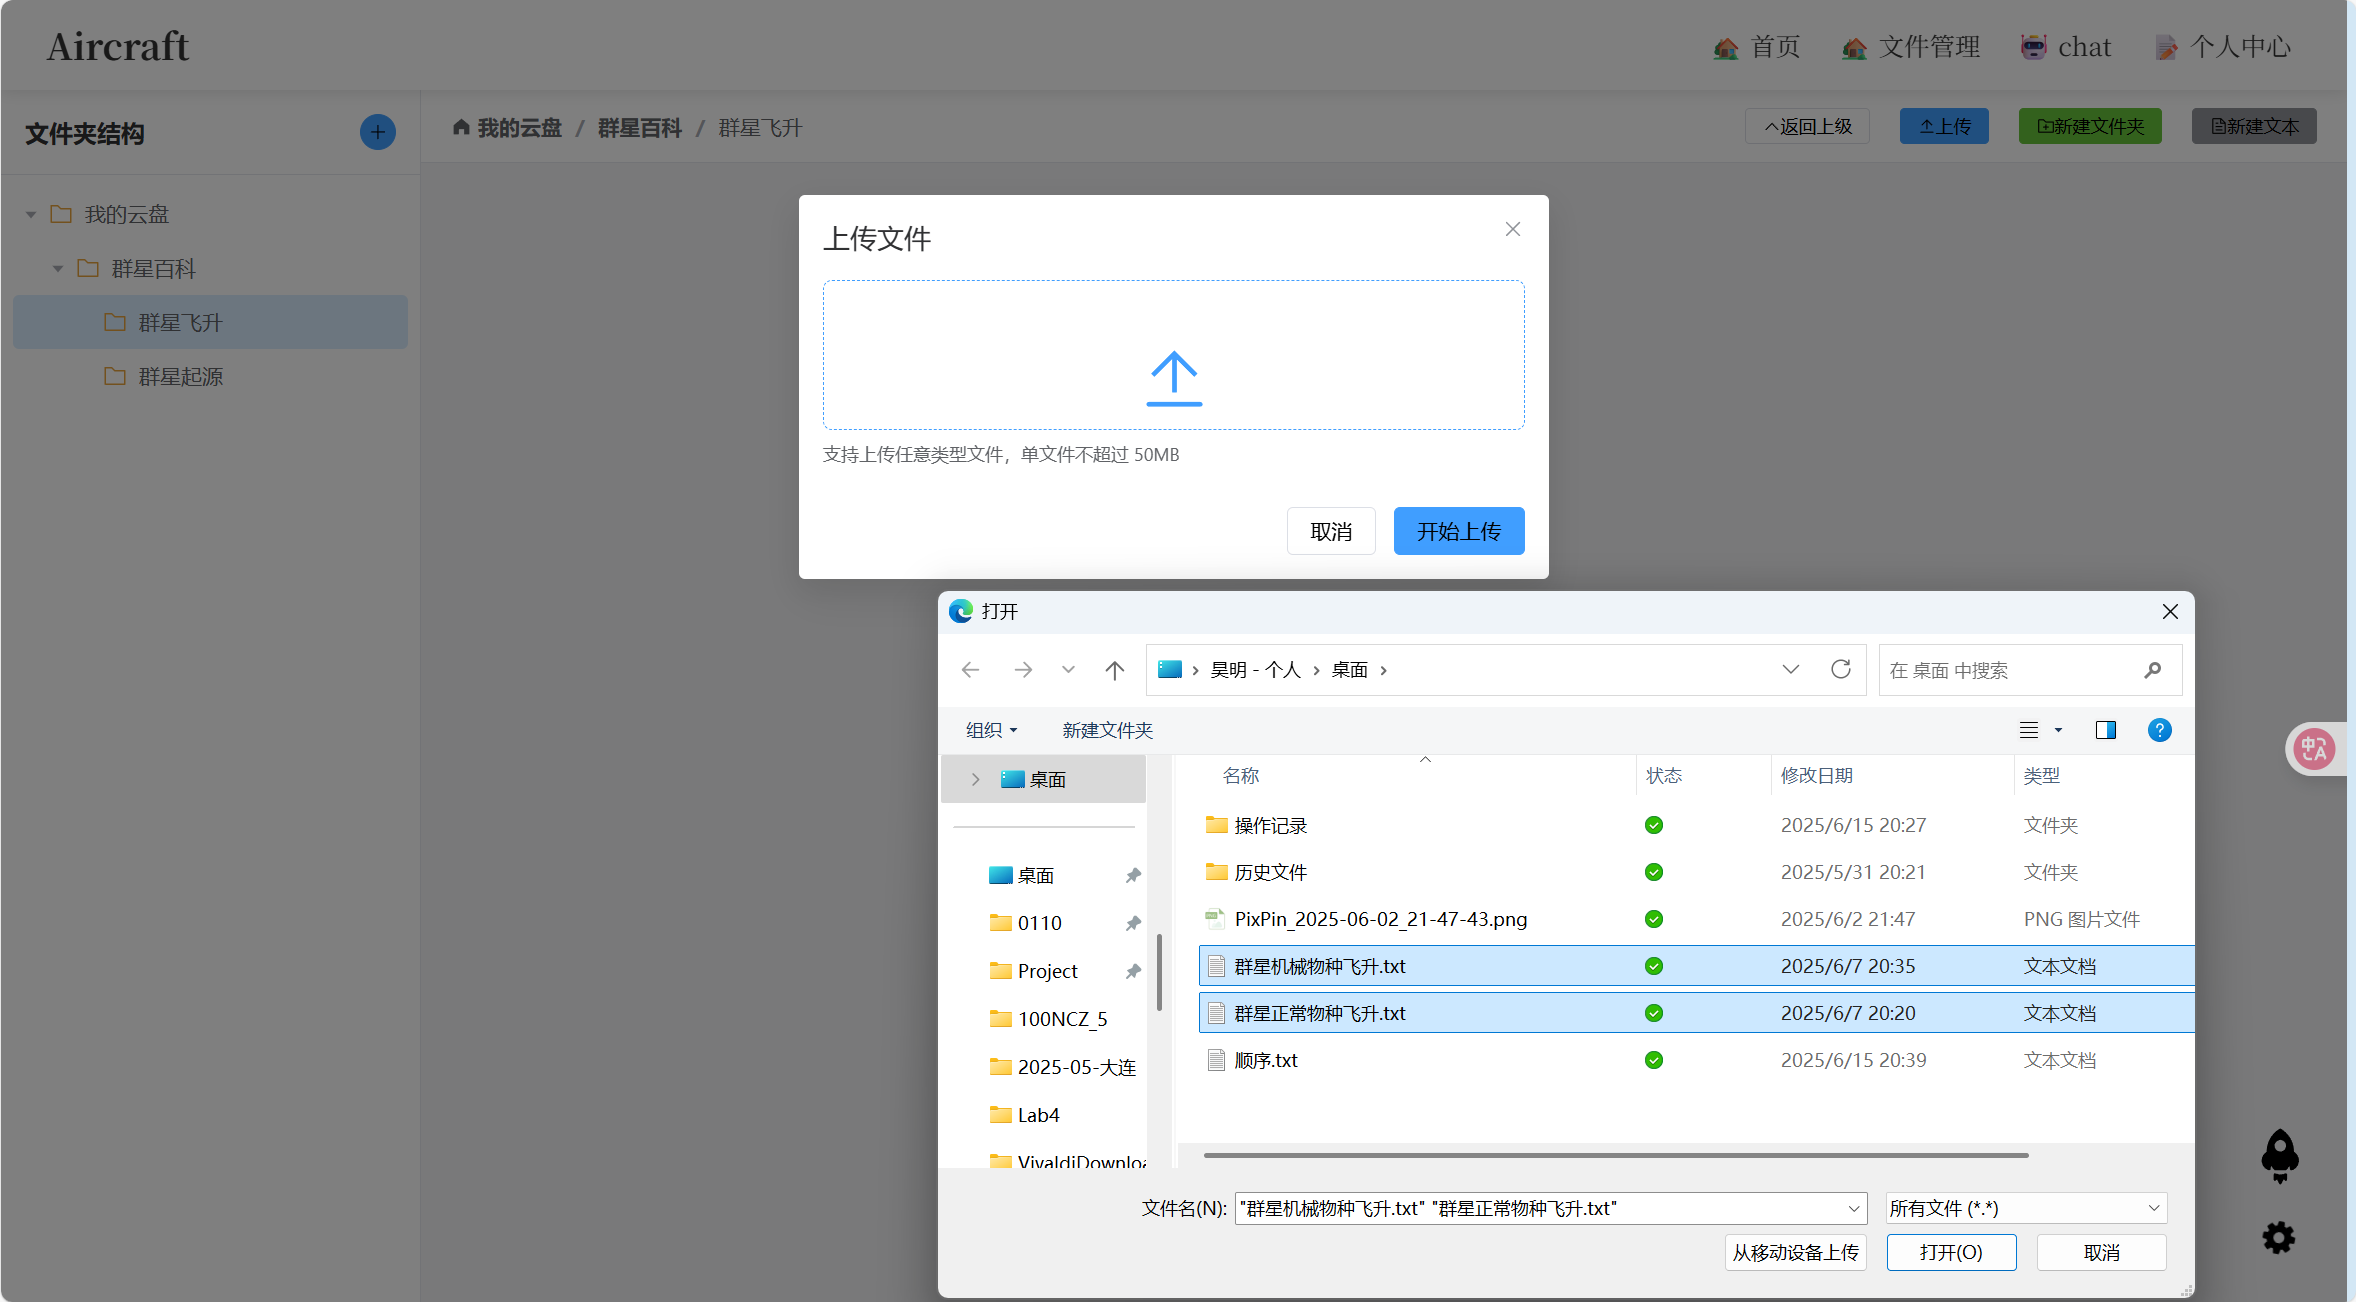 Aircraft
首页
文件管理
chat
个人中心
文件夹结构
我的云盘 / 群星百科 / 群星飞升
返回上级
上传
新建文件夹
新建文本
我的云盘
群星百科
群星飞升
群星起源
上传文件
支持上传任意类型文件，单文件不超过 50MB
取消
开始上传
打开
昊明 - 个人 › 桌面 ›
在 桌面 中搜索
组织
新建文件夹
桌面
桌面
0110
Project
100NCZ_5
2025-05-大连
Lab4
名称 状态 修改日期 类型
操作记录 2025/6/15 20:27 文件夹
历史文件 2025/5/31 20:21 文件夹
PixPin_2025-06-02_21-47-43.png 2025/6/2 21:47 PNG 图片文件
群星机械物种飞升.txt 2025/6/7 20:35 文本文档
群星正常物种飞升.txt 2025/6/7 20:20 文本文档
顺序.txt 2025/6/15 20:39 文本文档
文件名(N): "群星机械物种飞升.txt" "群星正常物种飞升.txt"
所有文件 (*.*)
从移动设备上传
打开(O)
取消
中A